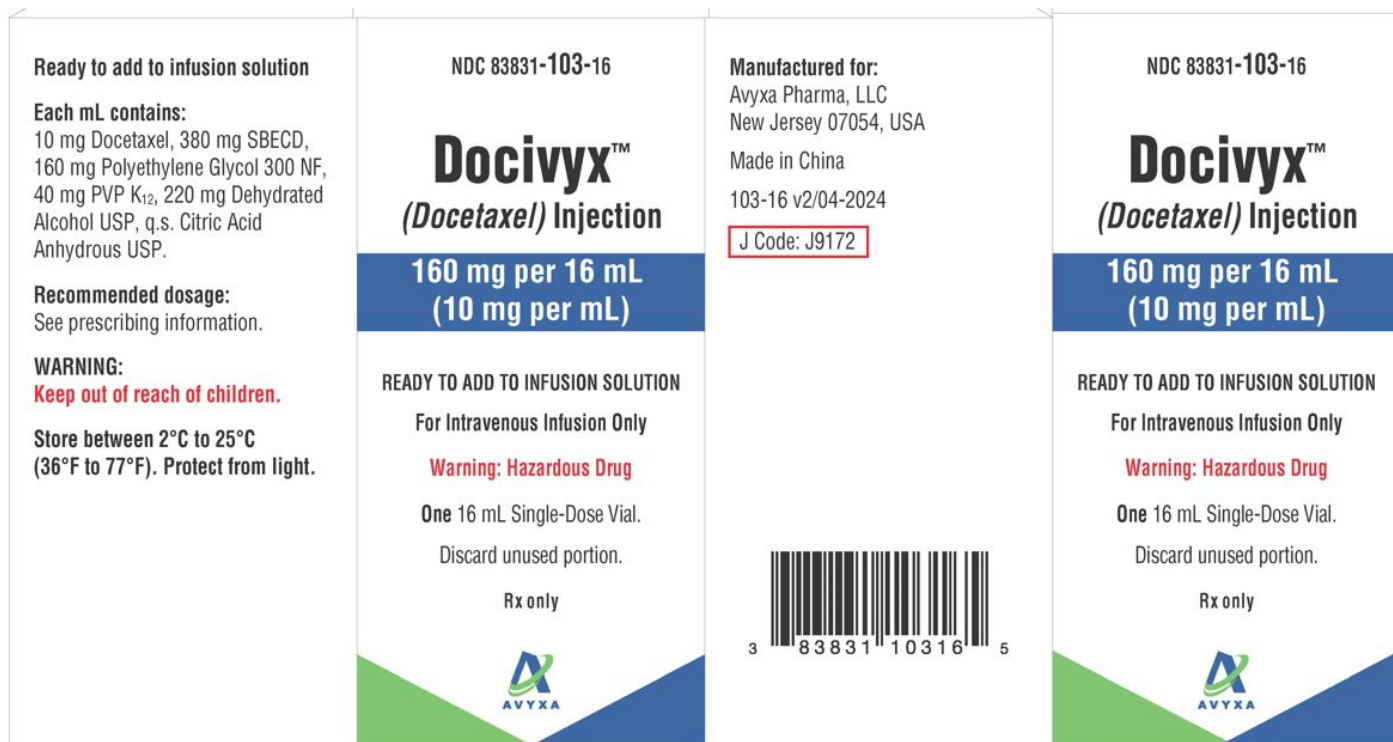 Ready to add to infusion solution
Each mL contains:
10 mg Docetaxel, 380 mg SBECD,
160 mg Polyethylene Glycol 300 NF,
40 mg PVP K₁₂, 220 mg Dehydrated
Alcohol USP, q.s. Citric Acid
Anhydrous USP.
Recommended dosage:
See prescribing information.
WARNING:
Keep out of reach of children.
Store between 2°C to 25°C
(36°F to 77°F). Protect from light.
NDC 83831-103-16
Docivyx™
(Docetaxel) Injection
160 mg per 16 mL
(10 mg per mL)
READY TO ADD TO INFUSION SOLUTION
For Intravenous Infusion Only
Warning: Hazardous Drug
One 16 mL Single-Dose Vial.
Discard unused portion.
Rx only
AVYXA
Manufactured for:
Avyxa Pharma, LLC
New Jersey 07054, USA
Made in China
103-16 v2/04-2024
J Code: J9172
3 83831 10316 5
NDC 83831-103-16
Docivyx™
(Docetaxel) Injection
160 mg per 16 mL
(10 mg per mL)
READY TO ADD TO INFUSION SOLUTION
For Intravenous Infusion Only
Warning: Hazardous Drug
One 16 mL Single-Dose Vial.
Discard unused portion.
Rx only
AVYXA